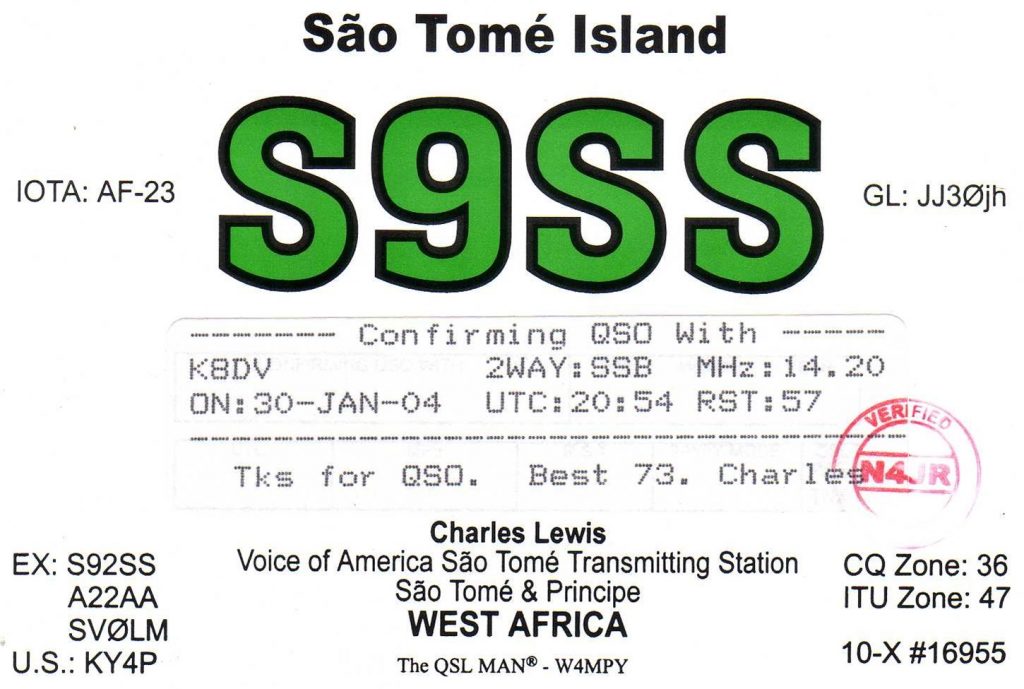 São Tomé Island
S9SS
IOTA: AF-23
GL: JJ3Øjh
------- Confirming QSO With -----
K8DV 2WAY:SSB MHz:14.20
ON:30-JAN-04 UTC:20:54 RST:57
Tks for QSO. Best 73. Charles
VERIFIED
N4JR
Charles Lewis
Voice of America São Tomé Transmitting Station
São Tomé & Principe
WEST AFRICA
The QSL MAN® - W4MPY
EX: S92SS
A22AA
SVØLM
U.S.: KY4P
CQ Zone: 36
ITU Zone: 47
10-X #16955